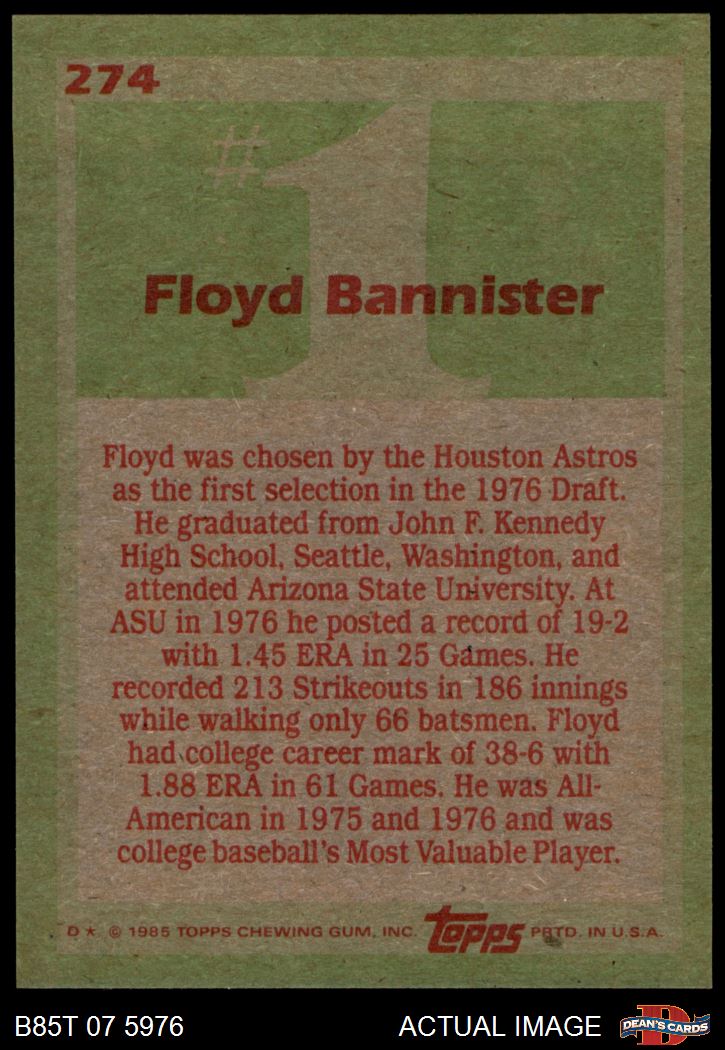 274
#1
Floyd Bannister
Floyd was chosen by the Houston Astros
as the first selection in the 1976 Draft.
He graduated from John F. Kennedy
High School, Seattle, Washington, and
attended Arizona State University. At
ASU in 1976 he posted a record of 19-2
with 1.45 ERA in 25 Games. He
recorded 213 Strikeouts in 186 innings
while walking only 66 batsmen. Floyd
had college career mark of 38-6 with
1.88 ERA in 61 Games. He was All-
American in 1975 and 1976 and was
college baseball's Most Valuable Player.
D★ © 1985 TOPPS CHEWING GUM, INC. topps PRTD. IN U.S.A.
B85T 07 5976 ACTUAL IMAGE D DEAN'S CARDS